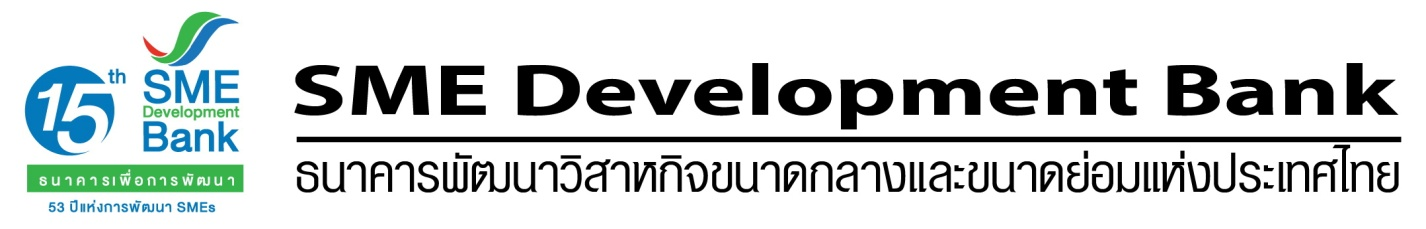 15th
SME
Development
Bank
ธนาคารเพื่อการพัฒนา
53 ปีแห่งการพัฒนา SMEs
SME Development Bank
ธนาคารพัฒนาวิสาหกิจขนาดกลางและขนาดย่อมแห่งประเทศไทย